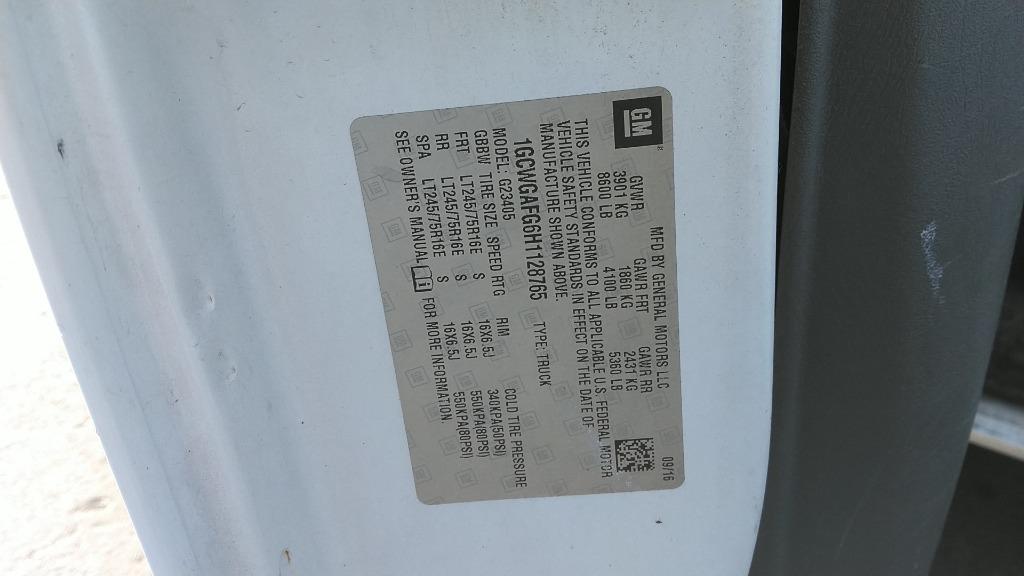 GM
MFD BY GENERAL MOTORS LLC 09/16
GVWR GAWR FRT GAWR RR
3901 KG 1860 KG 2431 KG
8600 LB 4100 LB 5360 LB
THIS VEHICLE CONFORMS TO ALL APPLICABLE U.S. FEDERAL MOTOR
VEHICLE SAFETY STANDARDS IN EFFECT ON THE DATE OF
MANUFACTURE SHOWN ABOVE.
1GCWGAFG6H1128765 TYPE: TRUCK
MODEL: G23405
GBBW TIRE SIZE SPEED RTG RIM COLD TIRE PRESSURE
FRT LT245/75R16E S 16X6.5J 340KPA(50PSI)
RR LT245/75R16E S 16X6.5J 550KPA(80PSI)
SPA LT245/75R16E S 16X6.5J 550KPA(80PSI)
SEE OWNER'S MANUAL FOR MORE INFORMATION.